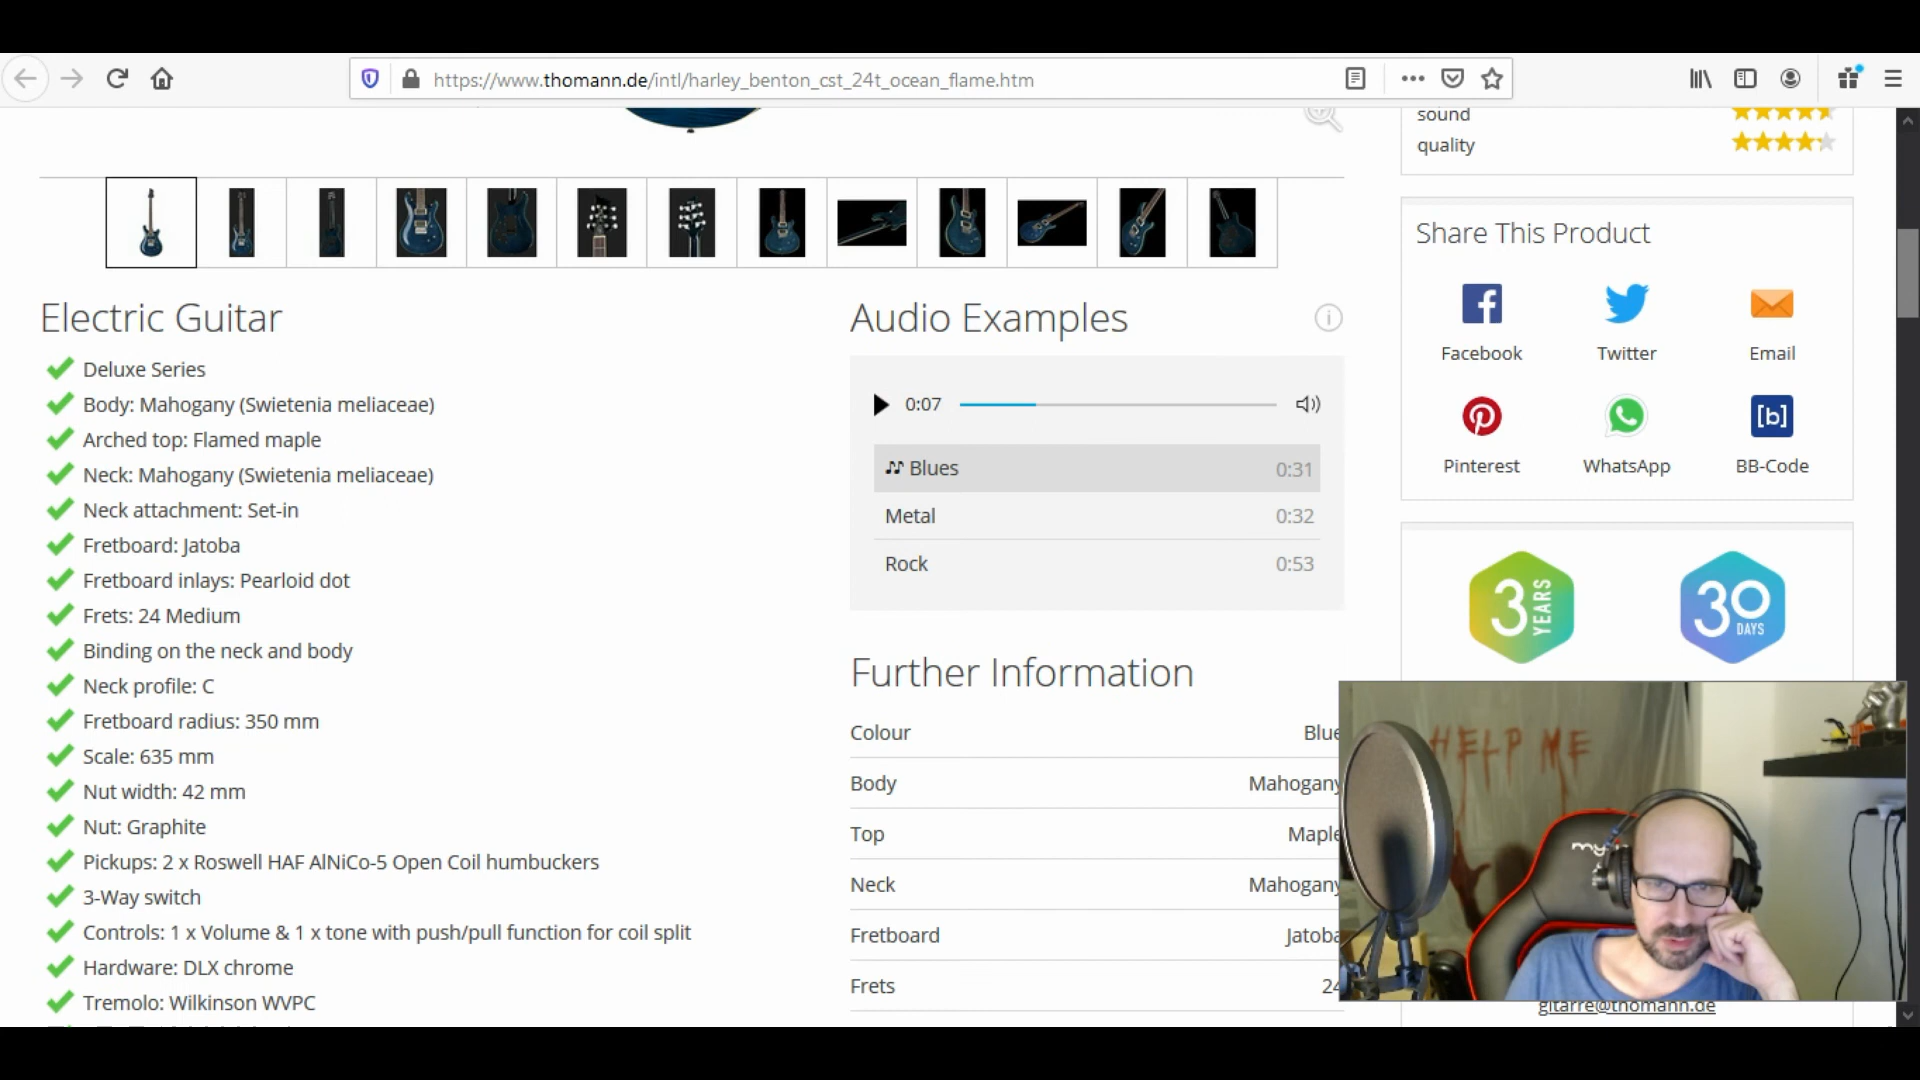 https://www.thomann.de/intl/harley_benton_cst_24t_ocean_flame.htm
sound
quality
Share This Product
Facebook
Twitter
Email
[b]
Pinterest
WhatsApp
BB-Code
Electric Guitar
Deluxe Series
Body: Mahogany (Swietenia meliaceae)
Arched top: Flamed maple
Neck: Mahogany (Swietenia meliaceae)
Neck attachment: Set-in
Fretboard: Jatoba
Fretboard inlays: Pearloid dot
Frets: 24 Medium
Binding on the neck and body
Neck profile: C
Fretboard radius: 350 mm
Scale: 635 mm
Nut width: 42 mm
Nut: Graphite
Pickups: 2 x Roswell HAF AlNiCo-5 Open Coil humbuckers
3-Way switch
Controls: 1 x Volume & 1 x tone with push/pull function for coil split
Hardware: DLX chrome
Tremolo: Wilkinson WVPC
Audio Examples
0:07
Blues 0:31
Metal 0:32
Rock 0:53
Further Information
Colour Blue
Body Mahogany
Top Maple
Neck Mahogany
Fretboard Jatoba
Frets 24
3 YEARS
30 DAYS
HELP ME
gitarre@thomann.de